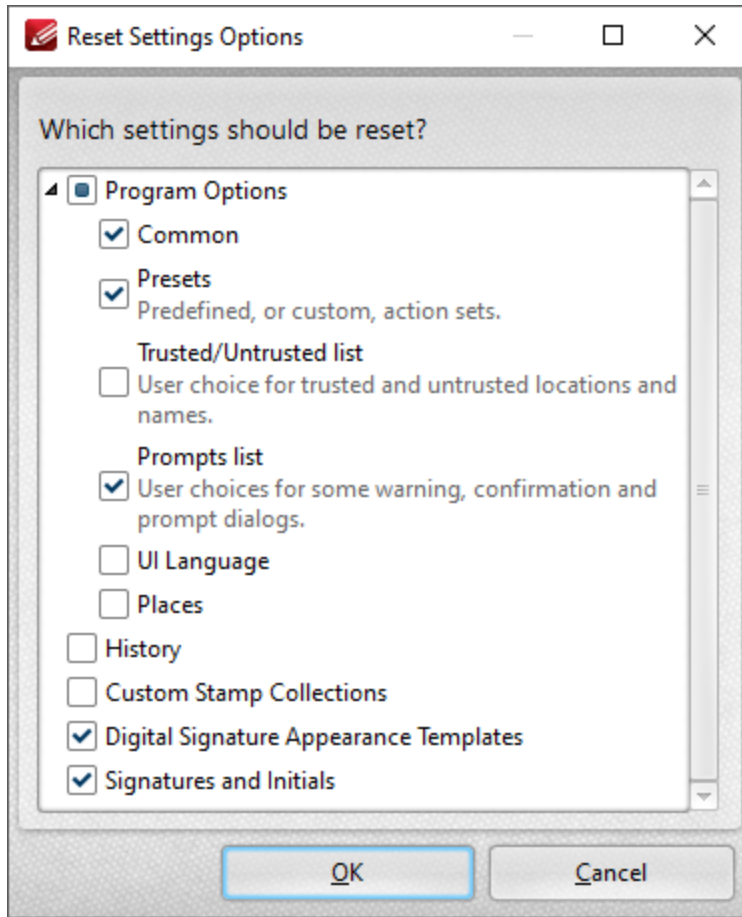 Reset Settings Options
Which settings should be reset?
Program Options
Common
Presets
Predefined, or custom, action sets.
Trusted/Untrusted list
User choice for trusted and untrusted locations and
names.
Prompts list
User choices for some warning, confirmation and
prompt dialogs.
UI Language
Places
History
Custom Stamp Collections
Digital Signature Appearance Templates
Signatures and Initials
OK
Cancel